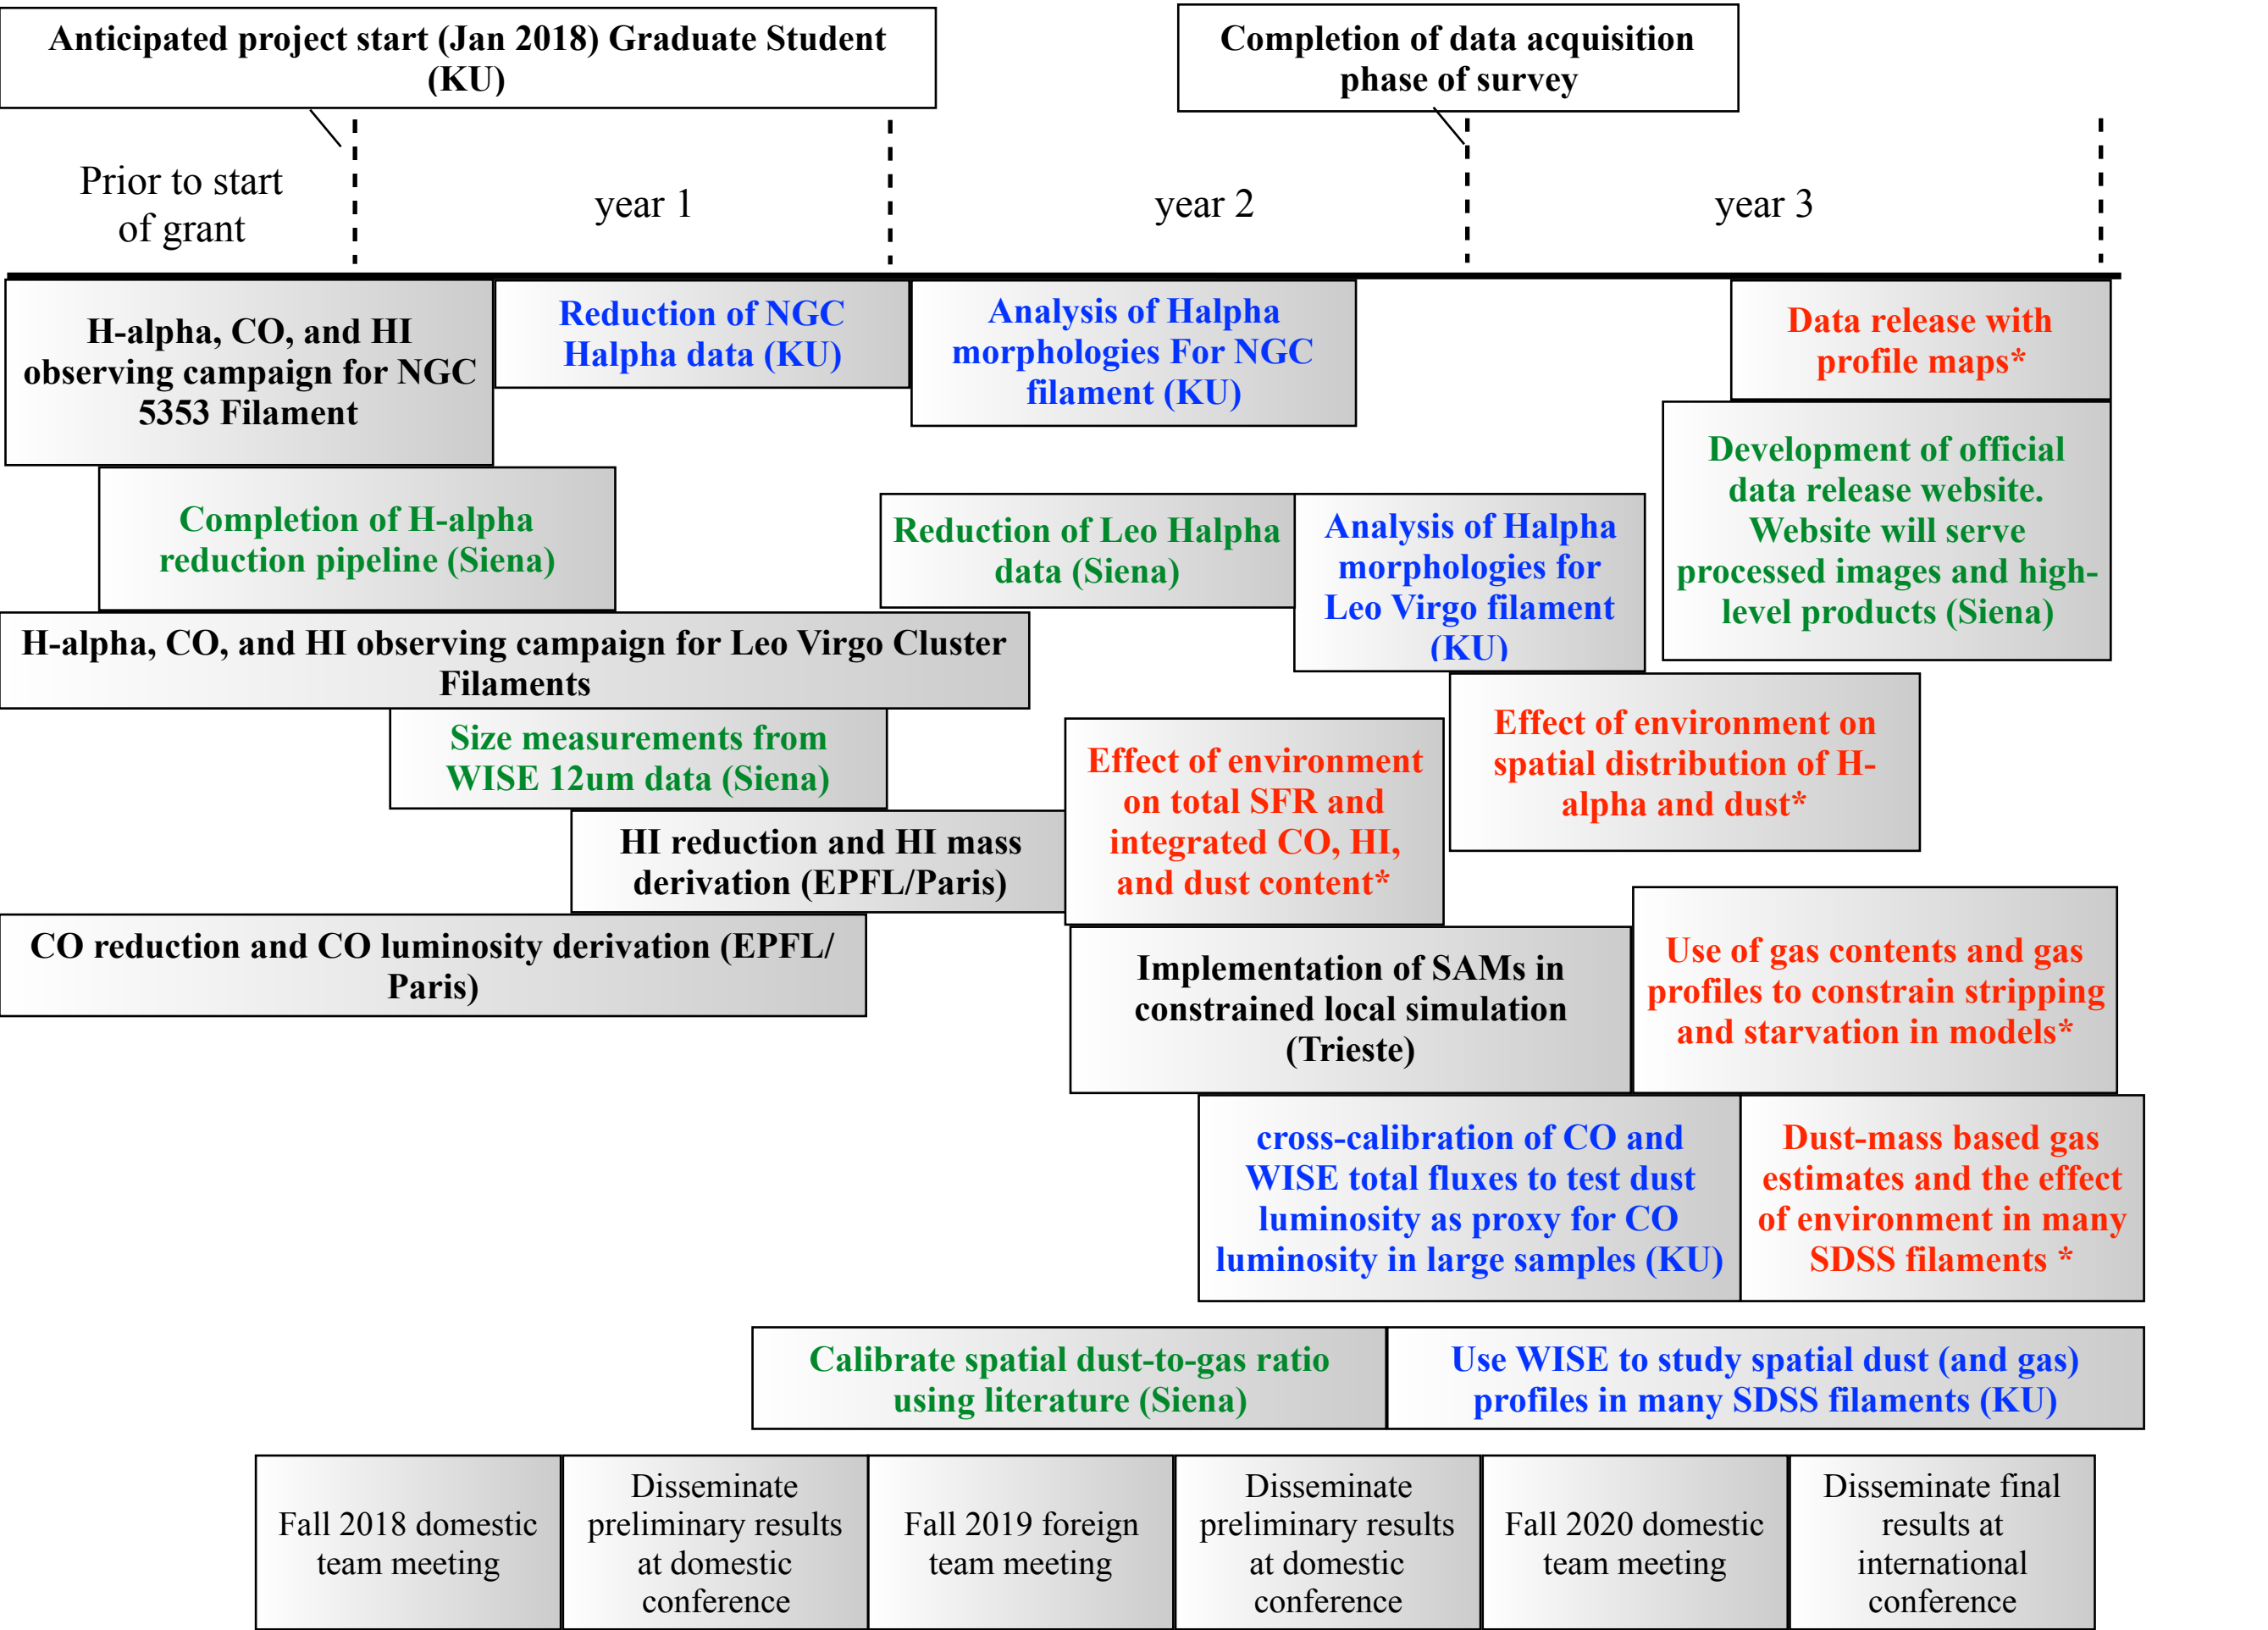 Anticipated project start (Jan 2018) Graduate Student
(KU)
Completion of data acquisition
phase of survey
Prior to start
of grant
year 1
year 2
year 3
H-alpha, CO, and HI
observing campaign for NGC
5353 Filament
Reduction of NGC
Halpha data (KU)
Analysis of Halpha
morphologies For NGC
filament (KU)
Data release with
profile maps*
Completion of H-alpha
reduction pipeline (Siena)
Reduction of Leo Halpha
data (Siena)
Analysis of Halpha
morphologies for
Leo Virgo filament
(KU)
Development of official
data release website.
Website will serve
processed images and high-
level products (Siena)
H-alpha, CO, and HI observing campaign for Leo Virgo Cluster
Filaments
Size measurements from
WISE 12um data (Siena)
Effect of environment
on total SFR and
integrated CO, HI,
and dust content*
Effect of environment on
spatial distribution of H-
alpha and dust*
HI reduction and HI mass
derivation (EPFL/Paris)
CO reduction and CO luminosity derivation (EPFL/
Paris)
Implementation of SAMs in
constrained local simulation
(Trieste)
Use of gas contents and gas
profiles to constrain stripping
and starvation in models*
cross-calibration of CO and
WISE total fluxes to test dust
luminosity as proxy for CO
luminosity in large samples (KU)
Dust-mass based gas
estimates and the effect
of environment in many
SDSS filaments *
Calibrate spatial dust-to-gas ratio
using literature (Siena)
Use WISE to study spatial dust (and gas)
profiles in many SDSS filaments (KU)
Fall 2018 domestic
team meeting
Disseminate
preliminary results
at domestic
conference
Fall 2019 foreign
team meeting
Disseminate
preliminary results
at domestic
conference
Fall 2020 domestic
team meeting
Disseminate final
results at
international
conference